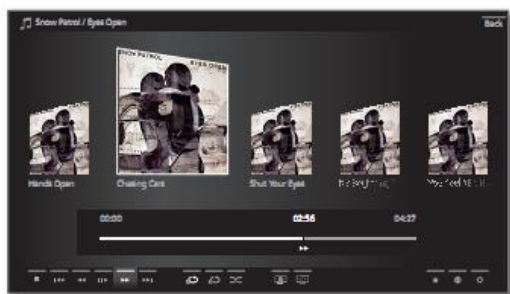 Snow Patrol / Eyes Open
Back
SNOW PATROL
EYES OPEN
Hands Open
Chasing Cars
Shut Your Eyes
00:00
02:56
04:27